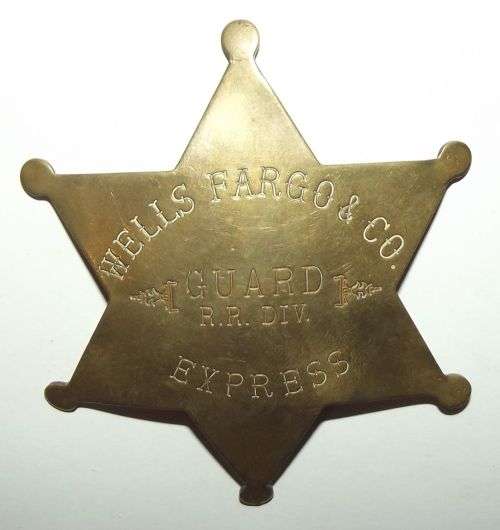 WELLS FARGO & CO.
GUARD
R.R. DIV.
EXPRESS